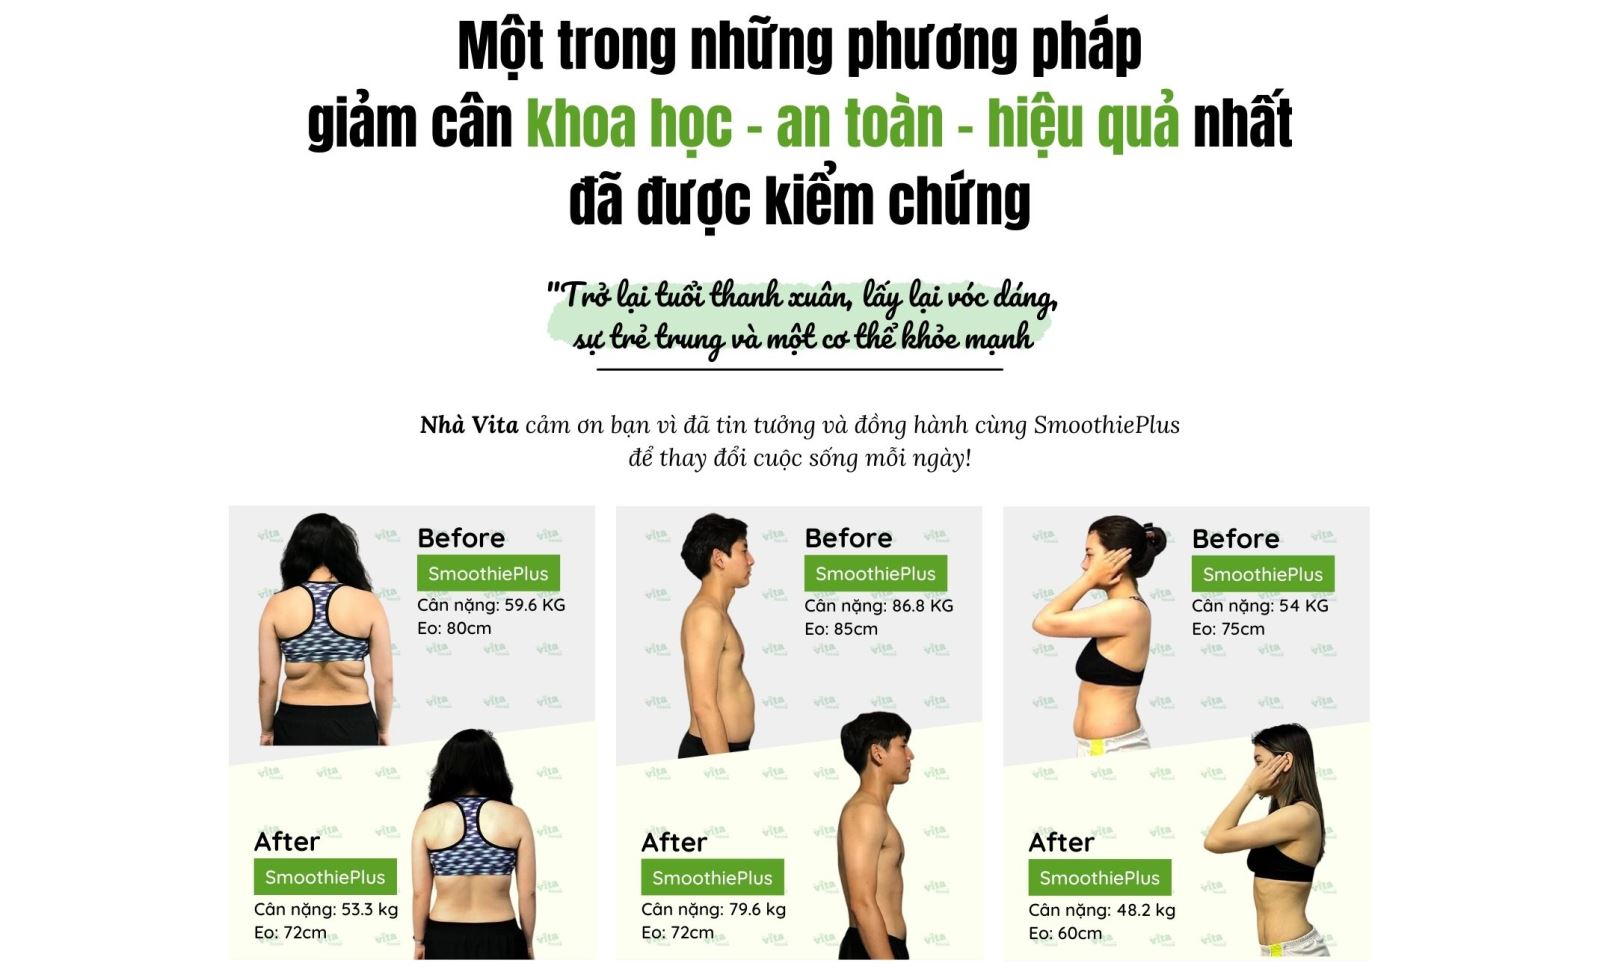 Một trong những phương pháp
giảm cân khoa học - an toàn - hiệu quả nhất
đã được kiểm chứng
"Trở lại tuổi thanh xuân, lấy lại vóc dáng,
sự trẻ trung và một cơ thể khỏe mạnh
Nhà Vita cảm ơn bạn vì đã tin tưởng và đồng hành cùng SmoothiePlus
để thay đổi cuộc sống mỗi ngày!
Before
SmoothiePlus
Cân nặng: 59.6 KG
Eo: 80cm
After
SmoothiePlus
Cân nặng: 53.3 kg
Eo: 72cm
Before
SmoothiePlus
Cân nặng: 86.8 KG
Eo: 85cm
After
SmoothiePlus
Cân nặng: 79.6 kg
Eo: 72cm
Before
SmoothiePlus
Cân nặng: 54 KG
Eo: 75cm
After
SmoothiePlus
Cân nặng: 48.2 kg
Eo: 60cm